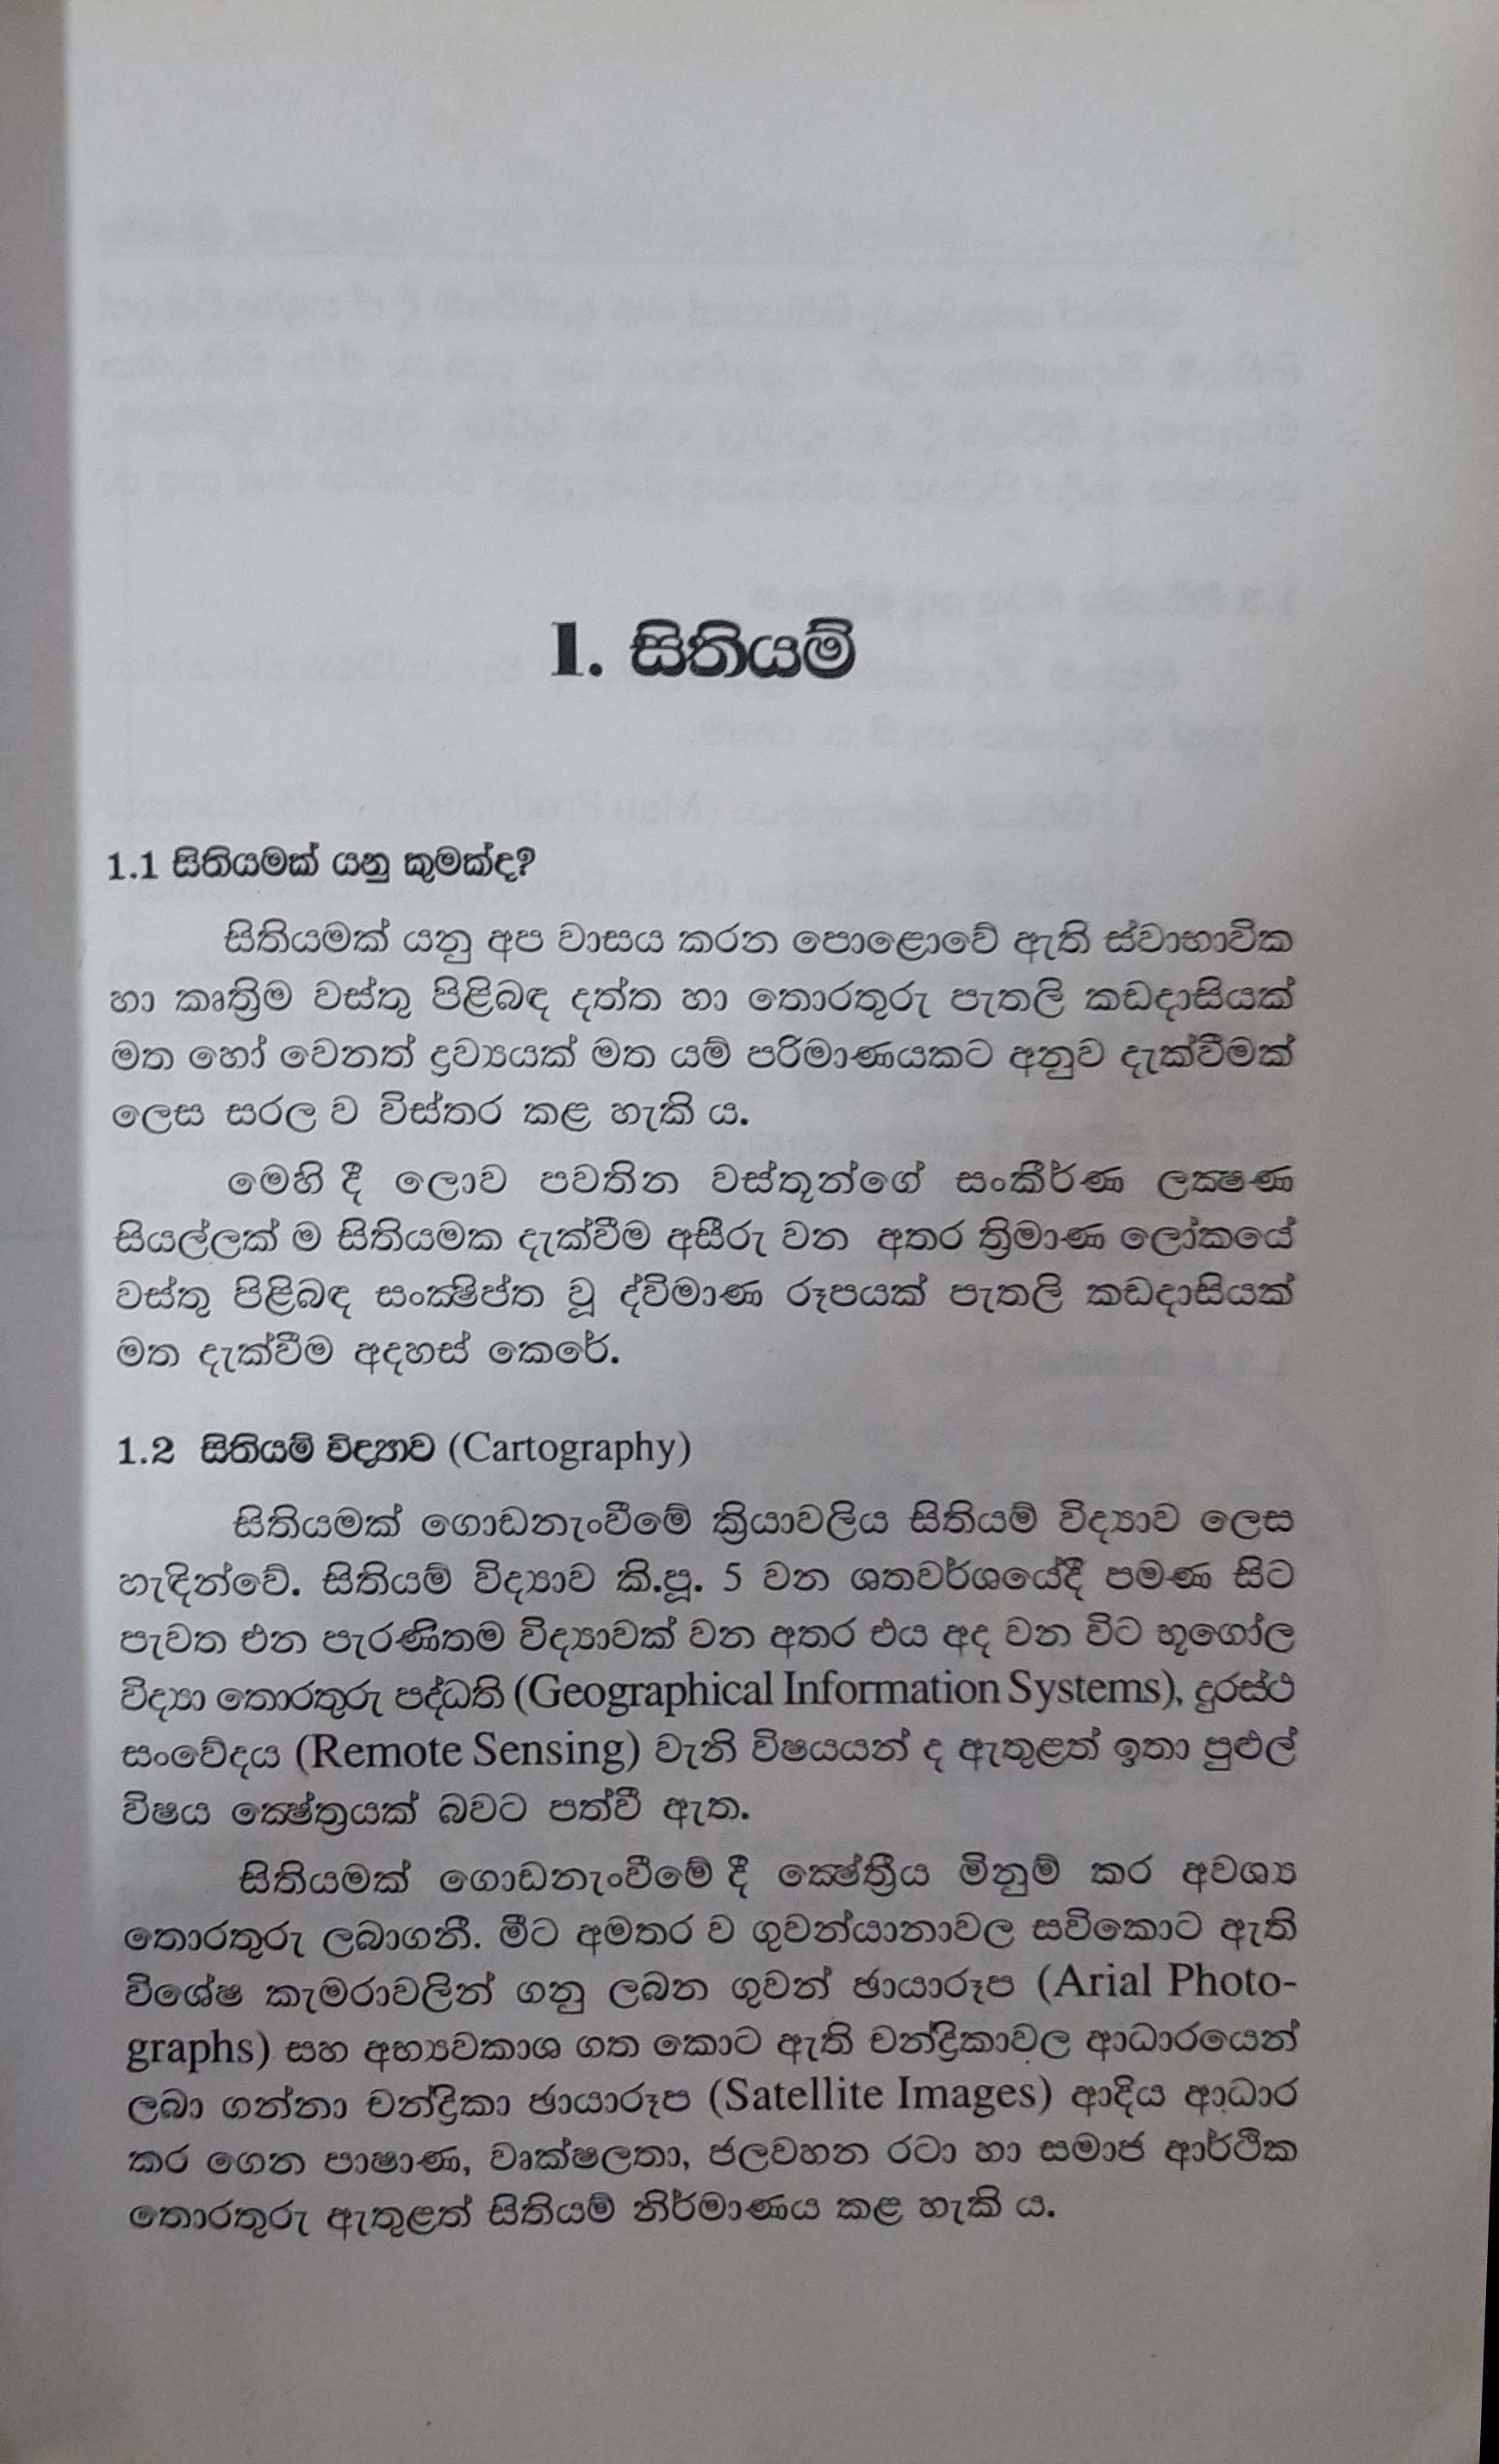 1. සිතියම්
1.1 සිතියමක් යනු කුමක්ද?
සිතියමක් යනු අප වාසය කරන පොළොවේ ඇති ස්වාභාවික
හා කෘත්‍රිම වස්තු පිළිබඳ දත්ත හා තොරතුරු පැතලි කඩදාසියක්
මත හෝ වෙනත් ද්‍රව්‍යයක් මත යම් පරිමාණයකට අනුව දැක්වීමක්
ලෙස සරල ව විස්තර කළ හැකි ය.
මෙහි දී ලොව පවතින වස්තූන්ගේ සංකීර්ණ ලක්‍ෂණ
සියල්ලක් ම සිතියමක දැක්වීම අසීරු වන අතර ත්‍රිමාණ ලෝකයේ
වස්තු පිළිබඳ සංක්‍ෂිප්ත වූ ද්විමාණ රූපයක් පැතලි කඩදාසියක්
මත දැක්වීම අදහස් කෙරේ.
1.2 සිතියම් විද්‍යාව (Cartography)
සිතියමක් ගොඩනැංවීමේ ක්‍රියාවලිය සිතියම් විද්‍යාව ලෙස
හැඳින්වේ. සිතියම් විද්‍යාව කි.පූ. 5 වන ශතවර්ශයේදී පමණ සිට
පැවත එන පැරණිතම විද්‍යාවක් වන අතර එය අද වන විට භූගෝල
විද්‍යා තොරතුරු පද්ධති (Geographical Information Systems), දුරස්ථ
සංවේදය (Remote Sensing) වැනි විෂයයන් ද ඇතුළත් ඉතා පුළුල්
විෂය ක්‍ෂේත්‍රයක් බවට පත්වී ඇත.
සිතියමක් ගොඩනැංවීමේ දී ක්‍ෂේත්‍රීය මිනුම් කර අවශ්‍ය
තොරතුරු ලබාගනී. මීට අමතර ව ගුවන්යානාවල සවිකොට ඇති
විශේෂ කැමරාවලින් ගනු ලබන ගුවන් ඡායාරූප (Arial Photo-
graphs) සහ අභ්‍යවකාශ ගත කොට ඇති චන්ද්‍රිකාවල ආධාරයෙන්
ලබා ගන්නා චන්ද්‍රිකා ඡායාරූප (Satellite Images) ආදිය ආධාර
කර ගෙන පාෂාණ, වෘක්ෂලතා, ජලවහන රටා හා සමාජ ආර්ථික
තොරතුරු ඇතුළත් සිතියම් නිර්මාණය කළ හැකි ය.